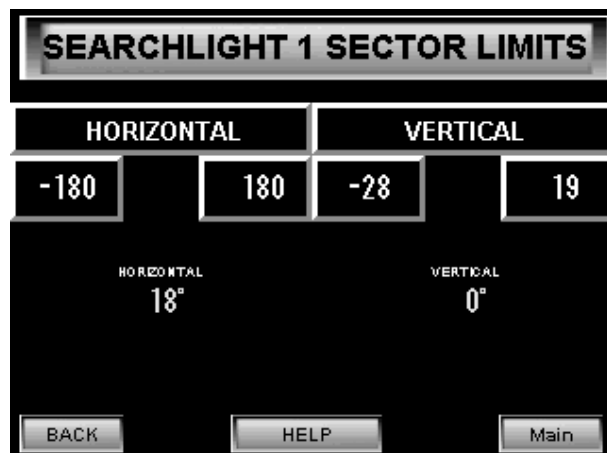 SEARCHLIGHT 1 SECTOR LIMITS
HORIZONTAL VERTICAL
-180 180 -28 19
HORIZONTAL VERTICAL
18° 0°
BACK HELP Main